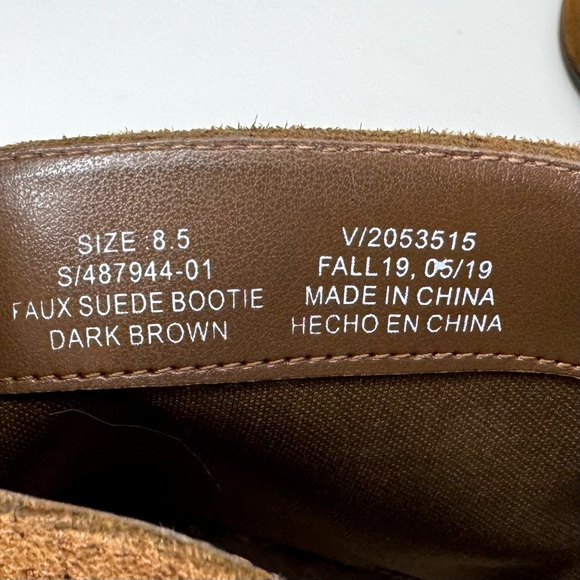 SIZE 8.5
S/487944-01
FAUX SUEDE BOOTIE
DARK BROWN
V/2053515
FALL19, 05/19
MADE IN CHINA
HECHO EN CHINA